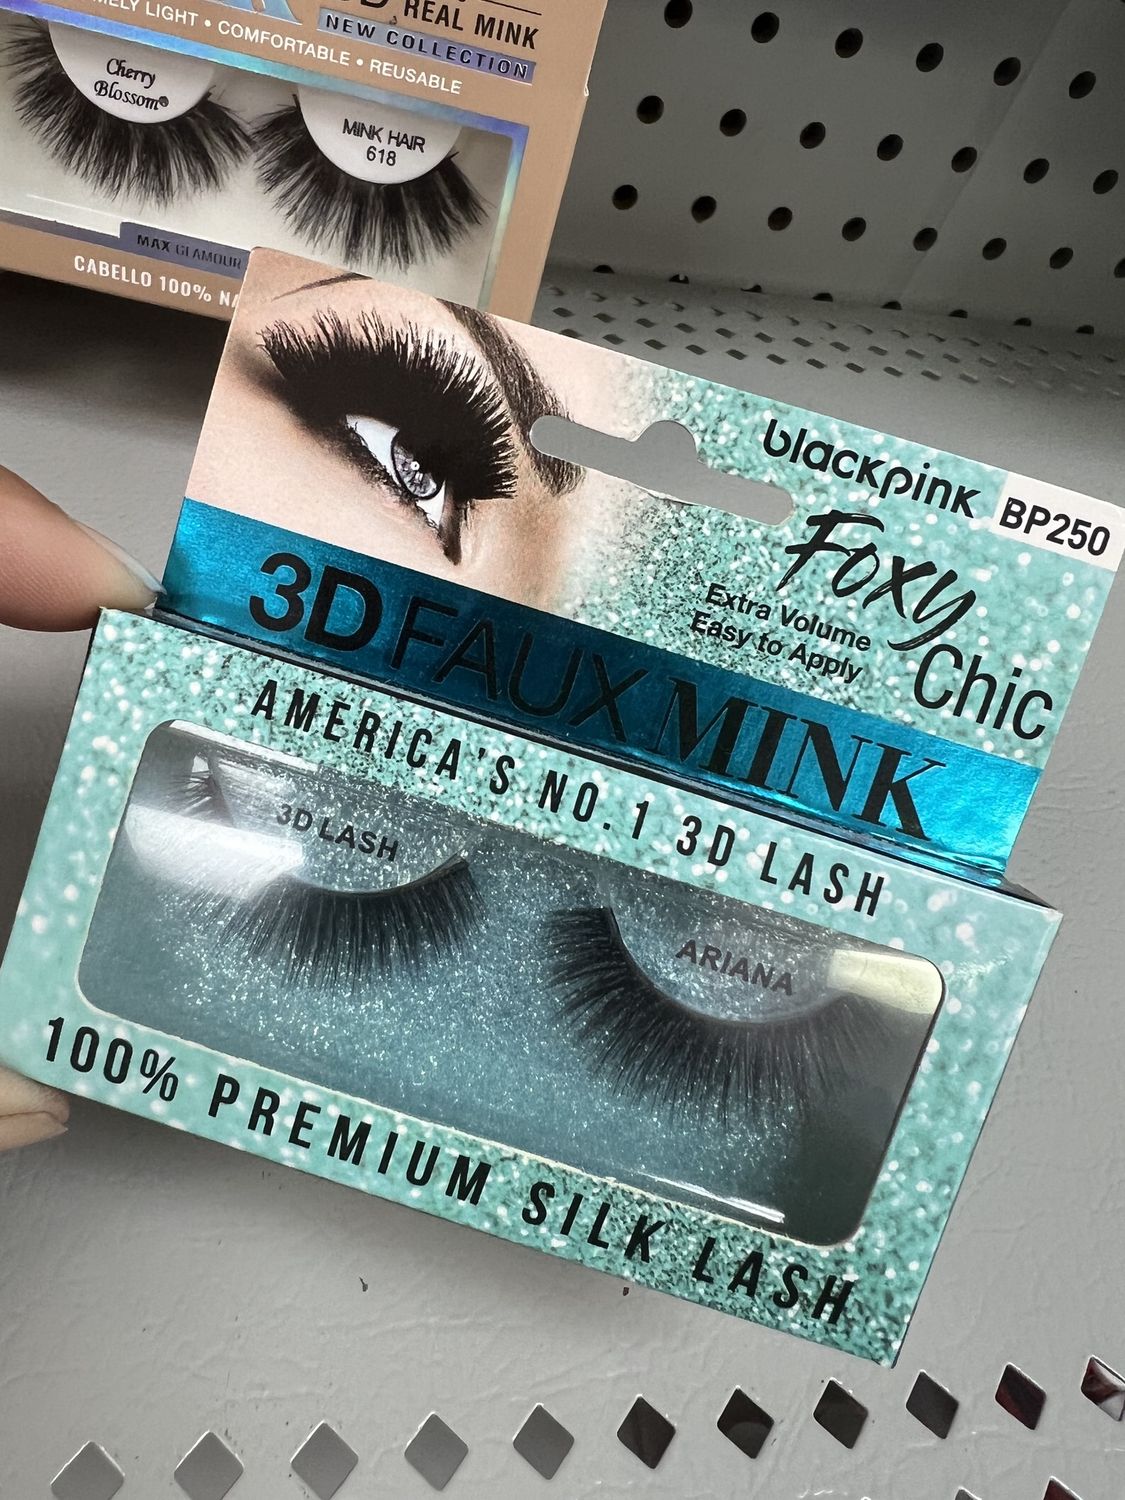 REAL MINK
NEW COLLECTION
LIGHT • COMFORTABLE • REUSABLE
Cherry
Blossom®
MINK HAIR
618
MAX GLAMOUR
CABELLO 100%
blackpink BP250
Foxy
Chic
Extra Volume
Easy to Apply
3D FAUX MINK
AMERICA'S NO.1 3D LASH
3D LASH
ARIANA
100% PREMIUM SILK LASH